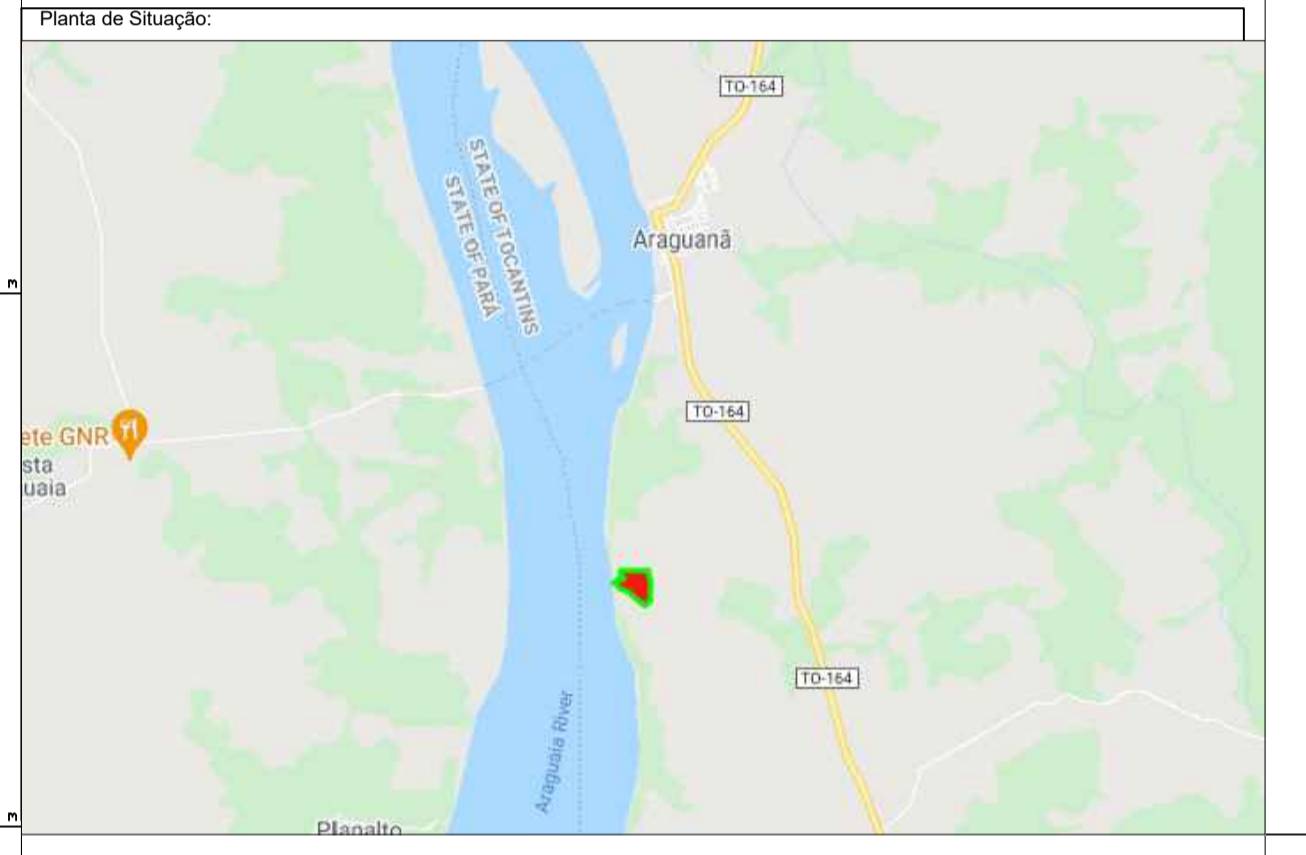 Planta de Situação:
TO-164
STATE OF TOCANTINS
STATE OF PARÁ
Araguanã
TO-164
ete GNR
sta
uaia
TO-164
Araguaia River
Planalto